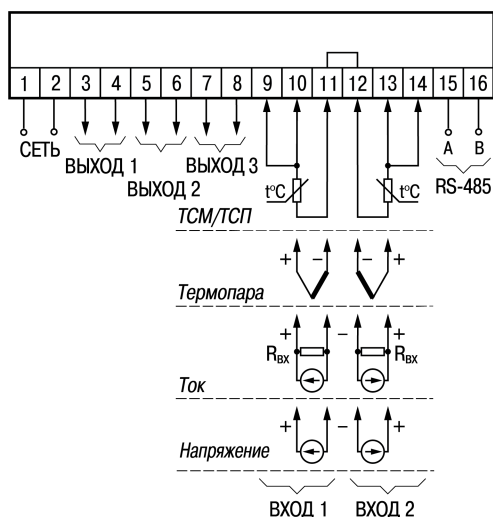 1 2 3 4 5 6 7 8 9 10 11 12 13 14 15 16
СЕТЬ
A B
ВЫХОД 1
ВЫХОД 3
RS-485
ВЫХОД 2
t°C
t°C
ТСМ/ТСП
+ – – +
Термопара
+ – +
Rвх
Rвх
Ток
+ – +
Напряжение
ВХОД 1
ВХОД 2